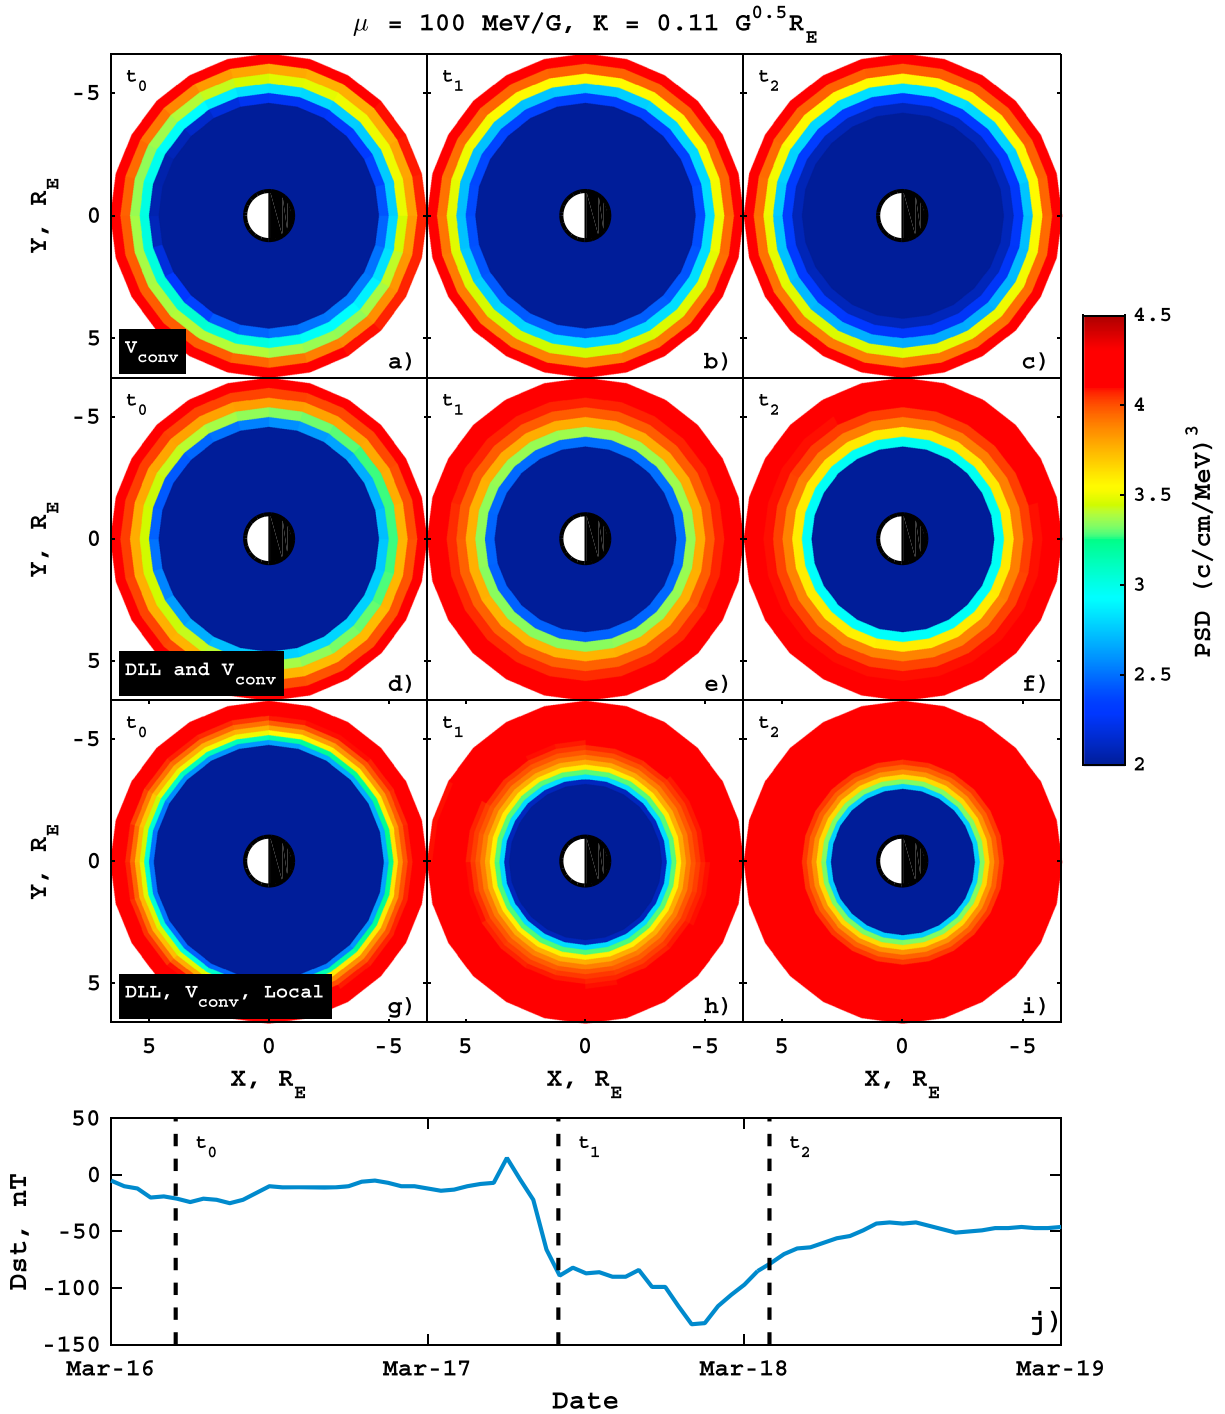 μ = 100 MeV/G, K = 0.11 G^0.5 R_E
t_0
t_1
t_2
-5
0
5
Y, R_E
V_conv
a)
b)
c)
t_0
t_1
t_2
-5
0
5
Y, R_E
DLL and V_conv
d)
e)
f)
t_0
t_1
t_2
-5
0
5
Y, R_E
DLL, V_conv, Local
g)
h)
i)
5 0 -5
5 0 -5
5 0 -5
X, R_E
X, R_E
X, R_E
4.5
4
3.5
3
2.5
2
PSD (c/cm/MeV)^3
50
0
-50
-100
-150
Dst, nT
t_0
t_1
t_2
j)
Mar-16
Mar-17
Mar-18
Mar-19
Date